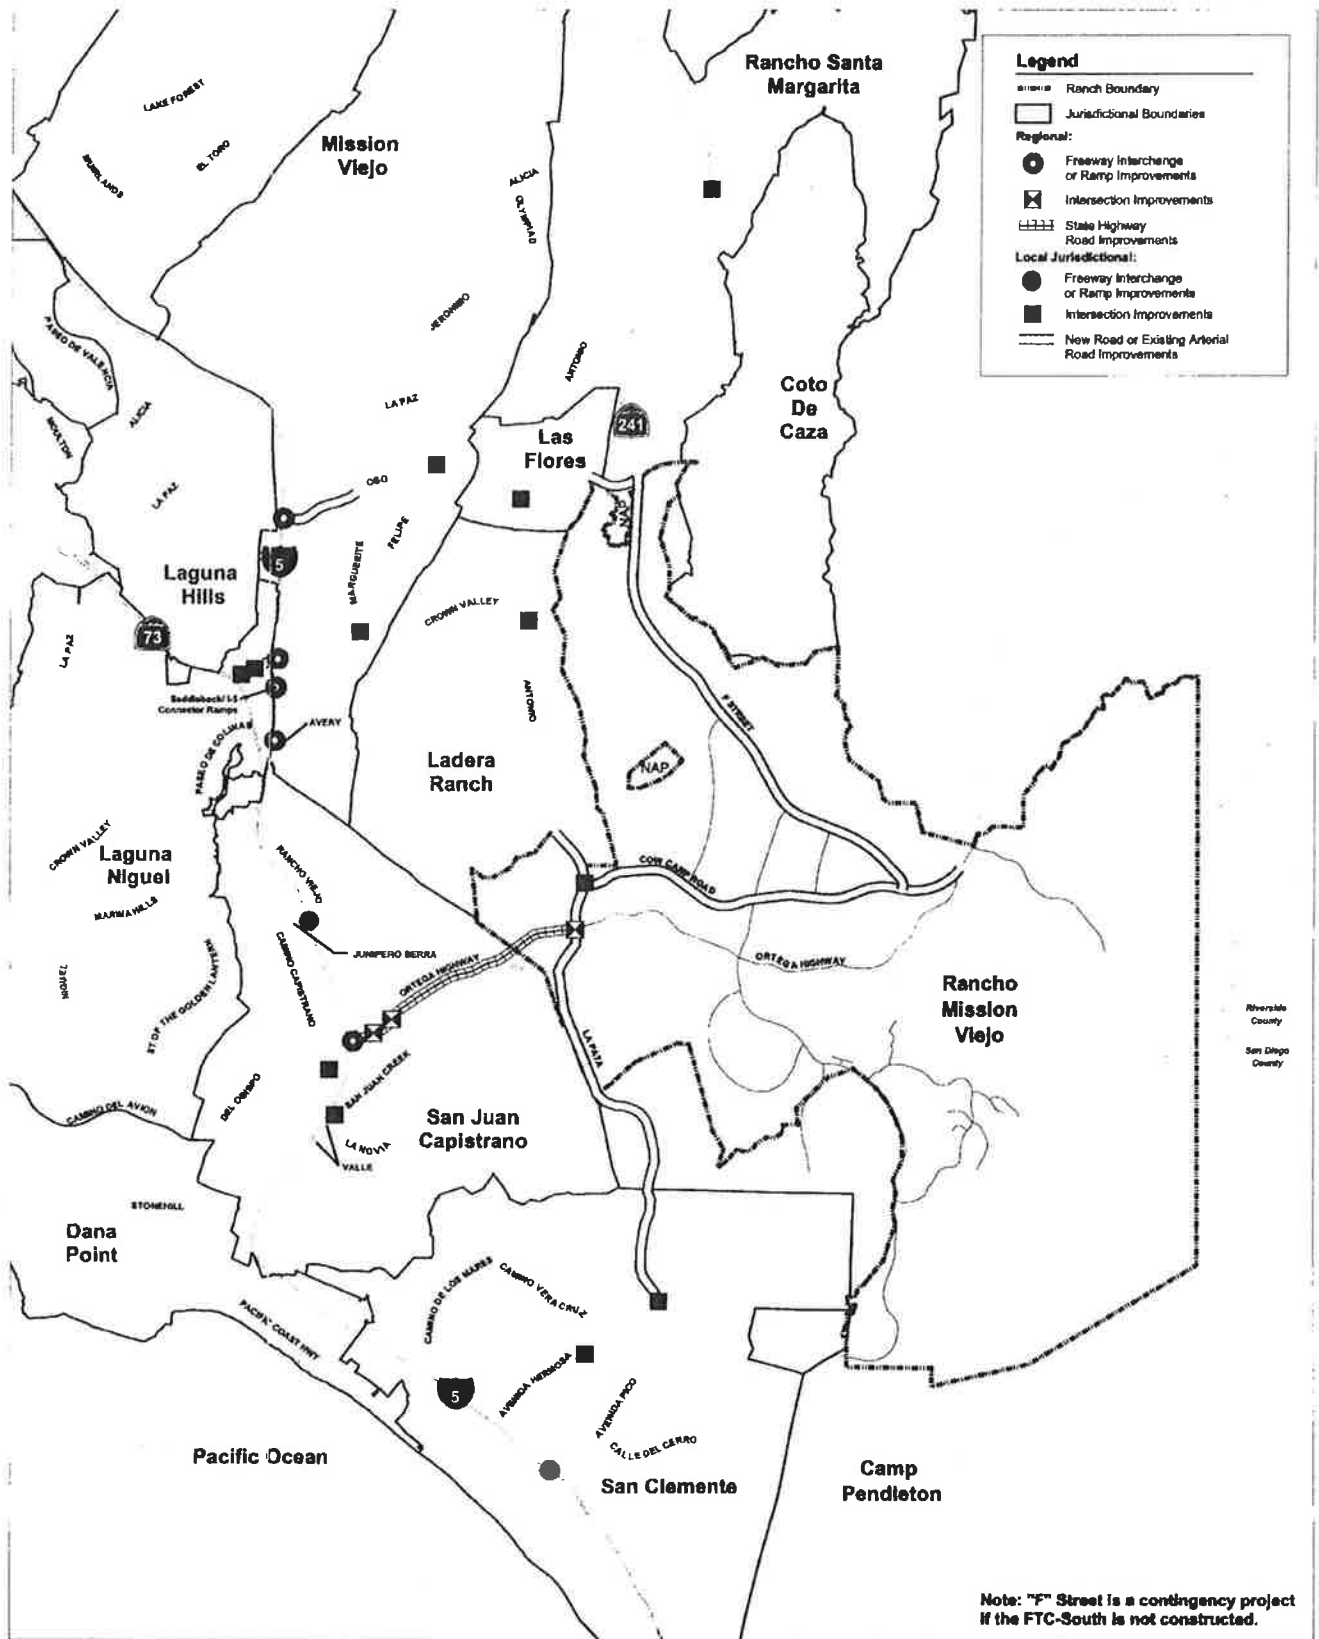 Rancho Santa
Margarita
Legend
Ranch Boundary
Jurisdictional Boundaries
Regional:
Freeway Interchange
or Ramp Improvements
Intersection Improvements
State Highway
Road Improvements
Local Jurisdictional:
Freeway Interchange
or Ramp Improvements
Intersection Improvements
New Road or Existing Arterial
Road Improvements
LAKE FOREST
EL TORO
MUIRLANDS
Mission
Viejo
ALICIA
OLYMPIAD
JERONIMO
ANTONIO
LA PAZ
PASEO DE VALENCIA
ALICIA
MOULTON
LA PAZ
Coto
De
Caza
241
Las
Flores
OSO
NAP
FELIPE
MARGUERITE
5
Laguna
Hills
CROWN VALLEY
73
LA PAZ
Saddleback/ I-5
Connector Ramps
ANTONIO
AVERY
PASEO DE COLINAS
F STREET
NAP
Ladera
Ranch
CROWN VALLEY
Laguna
Niguel
RANCHO VIEJO
COW CAMP ROAD
MARINA HILLS
JUNIPERO SERRA
CAMINO CAPISTRANO
ORTEGA HIGHWAY
ORTEGA HIGHWAY
NIGUEL
ST OF THE GOLDEN LANTERN
Rancho
Mission
Viejo
Riverside
County
San Diego
County
LA PATA
SAN JUAN CREEK
DEL OBISPO
CAMINO DEL AVION
San Juan
Capistrano
LA NOVIA
VALLE
STONEHILL
Dana
Point
CAMINO DE LOS MARES
CAMINO VERA CRUZ
PACIFIC COAST HWY
AVENIDA HERMOSA
5
AVENIDA PICO
CALLE DEL CERRO
Pacific Ocean
San Clemente
Camp
Pendleton
Note: "F" Street is a contingency project
if the FTC-South is not constructed.